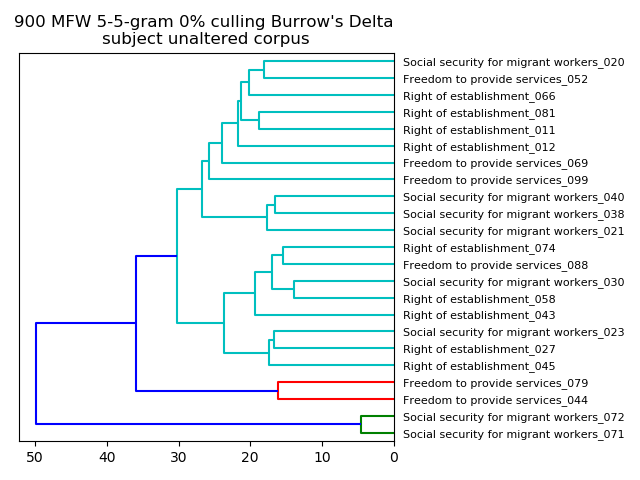 900 MFW 5-5-gram 0% culling Burrow's Delta
subject unaltered corpus
Social security for migrant workers_020
Freedom to provide services_052
Right of establishment_066
Right of establishment_081
Right of establishment_011
Right of establishment_012
Freedom to provide services_069
Freedom to provide services_099
Social security for migrant workers_040
Social security for migrant workers_038
Social security for migrant workers_021
Right of establishment_074
Freedom to provide services_088
Social security for migrant workers_030
Right of establishment_058
Right of establishment_043
Social security for migrant workers_023
Right of establishment_027
Right of establishment_045
Freedom to provide services_079
Freedom to provide services_044
Social security for migrant workers_072
Social security for migrant workers_071
50 40 30 20 10 0